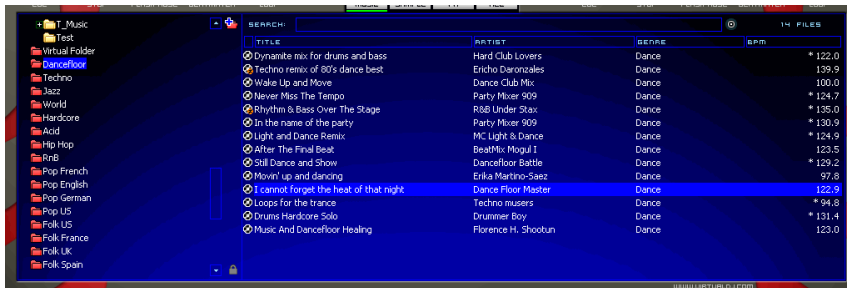 MUSIC
SEARCH:
14 FILES
T_Music
Test
Virtual Folder
Dancefloor
Techno
Jazz
World
Hardcore
Acid
Hip Hop
RnB
Pop French
Pop English
Pop German
Pop US
Folk US
Folk France
Folk UK
Folk Spain
TITLE ARTIST GENRE BPM
Dynamite mix for drums and bass Hard Club Lovers Dance * 122.0
Techno remix of 80's dance best Ericho Daronzales Dance 139.9
Wake Up and Move Dance Club Mix Dance 100.0
Never Miss The Tempo Party Mixer 909 Dance * 124.7
Rhythm & Bass Over The Stage R&B Under Stax Dance * 135.0
In the name of the party Party Mixer 909 Dance * 130.9
Light and Dance Remix MC Light & Dance Dance * 124.9
After The Final Beat BeatMix Mogul I Dance 123.5
Still Dance and Show Dancefloor Battle Dance * 129.2
Movin' up and dancing Erika Martino-Saez Dance 97.8
I cannot forget the heat of that night Dance Floor Master Dance 122.9
Loops for the trance Techno musers Dance * 94.8
Drums Hardcore Solo Drummer Boy Dance * 131.4
Music And Dancefloor Healing Florence H. Shootun Dance 123.0